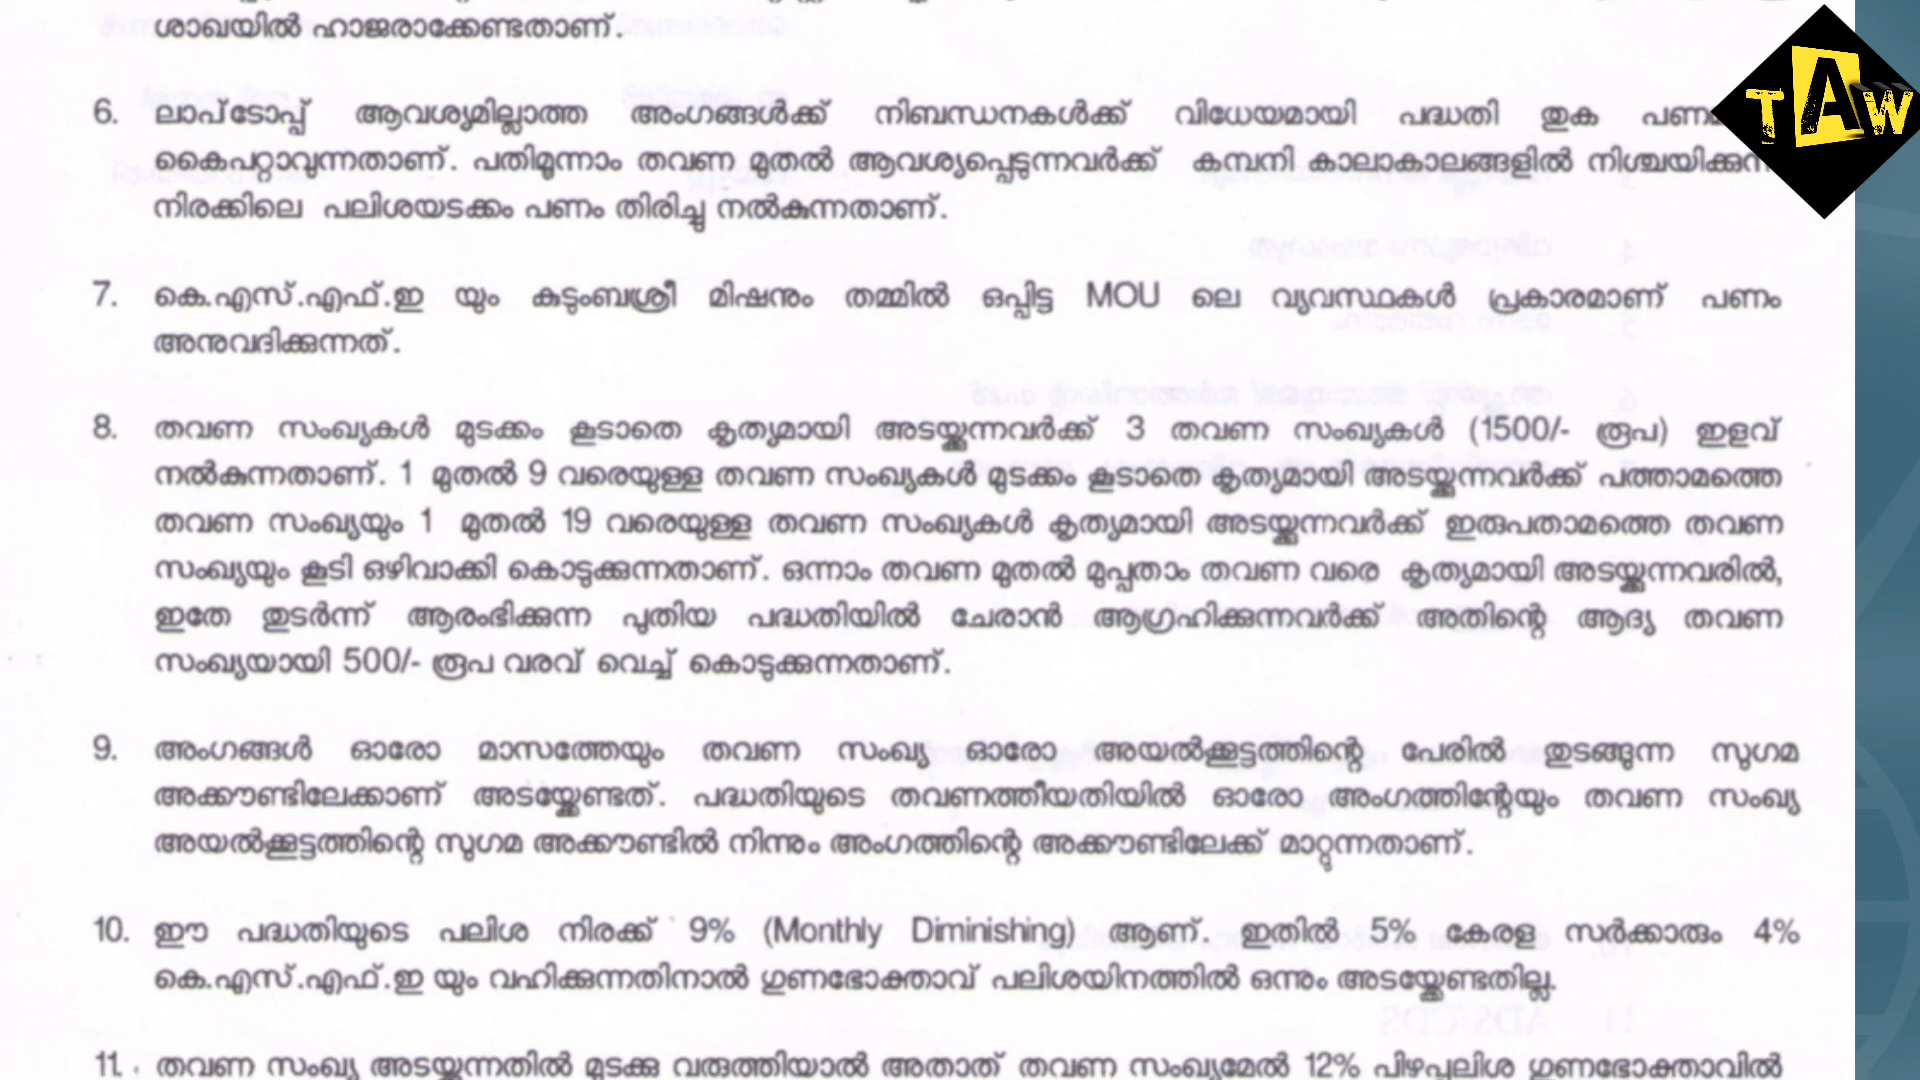 ശാഖയിൽ ഹാജരാക്കേണ്ടതാണ്.
6. ലാപ്ടോപ്പ് ആവശ്യമില്ലാത്ത അംഗങ്ങൾക്ക് നിബന്ധനകൾക്ക് വിധേയമായി പദ്ധതി തുക
കൈപറ്റാവുന്നതാണ്. പതിമൂന്നാം തവണ മുതൽ ആവശ്യപ്പെടുന്നവർക്ക് കമ്പനി കാലാകാലങ്ങളിൽ നിശ്ചയിക്കുന്ന
നിരക്കിലെ പലിശയടക്കം പണം തിരിച്ചു നൽകുന്നതാണ്.
7. കെ.എസ്.എഫ്.ഇ യും കുടുംബശ്രീ മിഷനും തമ്മിൽ ഒപ്പിട്ട MOU ലെ വ്യവസ്ഥകൾ പ്രകാരമാണ് പണം
അനുവദിക്കുന്നത്.
8. തവണ സംഖ്യകൾ മുടക്കം കൂടാതെ കൃത്യമായി അടയ്ക്കുന്നവർക്ക് 3 തവണ സംഖ്യകൾ (1500/- രൂപ) ഇളവ്
നൽകുന്നതാണ്. 1 മുതൽ 9 വരെയുള്ള തവണ സംഖ്യകൾ മുടക്കം കൂടാതെ കൃത്യമായി അടയ്ക്കുന്നവർക്ക് പത്താമത്തെ
തവണ സംഖ്യയും 1 മുതൽ 19 വരെയുള്ള തവണ സംഖ്യകൾ കൃത്യമായി അടയ്ക്കുന്നവർക്ക് ഇരുപതാമത്തെ തവണ
സംഖ്യയും കൂടി ഒഴിവാക്കി കൊടുക്കുന്നതാണ്. ഒന്നാം തവണ മുതൽ മുപ്പതാം തവണ വരെ കൃത്യമായി അടയ്ക്കുന്നവരിൽ,
ഇതേ തുടർന്ന് ആരംഭിക്കുന്ന പുതിയ പദ്ധതിയിൽ ചേരാൻ ആഗ്രഹിക്കുന്നവർക്ക് അതിന്റെ ആദ്യ തവണ
സംഖ്യയായി 500/- രൂപ വരവ് വെച്ച് കൊടുക്കുന്നതാണ്.
9. അംഗങ്ങൾ ഓരോ മാസത്തേയും തവണ സംഖ്യ ഓരോ അയൽക്കൂട്ടത്തിന്റെ പേരിൽ തുടങ്ങുന്ന സുഗമ
അക്കൗണ്ടിലേക്കാണ് അടയ്ക്കേണ്ടത്. പദ്ധതിയുടെ തവണത്തീയതിയിൽ ഓരോ അംഗത്തിന്റേയും തവണ സംഖ്യ
അയൽക്കൂട്ടത്തിന്റെ സുഗമ അക്കൗണ്ടിൽ നിന്നും അംഗത്തിന്റെ അക്കൗണ്ടിലേക്ക് മാറ്റുന്നതാണ്.
10. ഈ പദ്ധതിയുടെ പലിശ നിരക്ക് 9% (Monthly Diminishing) ആണ്. ഇതിൽ 5% കേരള സർക്കാരും 4%
കെ.എസ്.എഫ്.ഇ യും വഹിക്കുന്നതിനാൽ ഗുണഭോക്താവ് പലിശയിനത്തിൽ ഒന്നും അടയ്ക്കേണ്ടതില്ല.
11. തവണ സംഖ്യ അടയ്ക്കുന്നതിൽ മുടക്കു വരുത്തിയാൽ അതാത് തവണ സംഖ്യമേൽ 12% പിഴപ്പലിശ ഗുണഭോക്താവിൽ
TAW